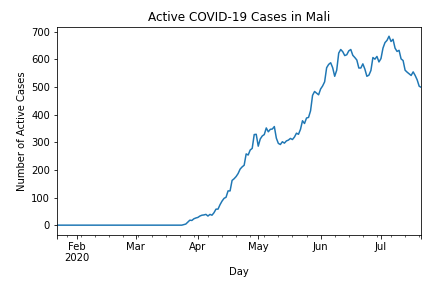 Active COVID-19 Cases in Mali
Number of Active Cases
700
600
500
400
300
200
100
0
Feb Mar Apr May Jun Jul
2020
Day